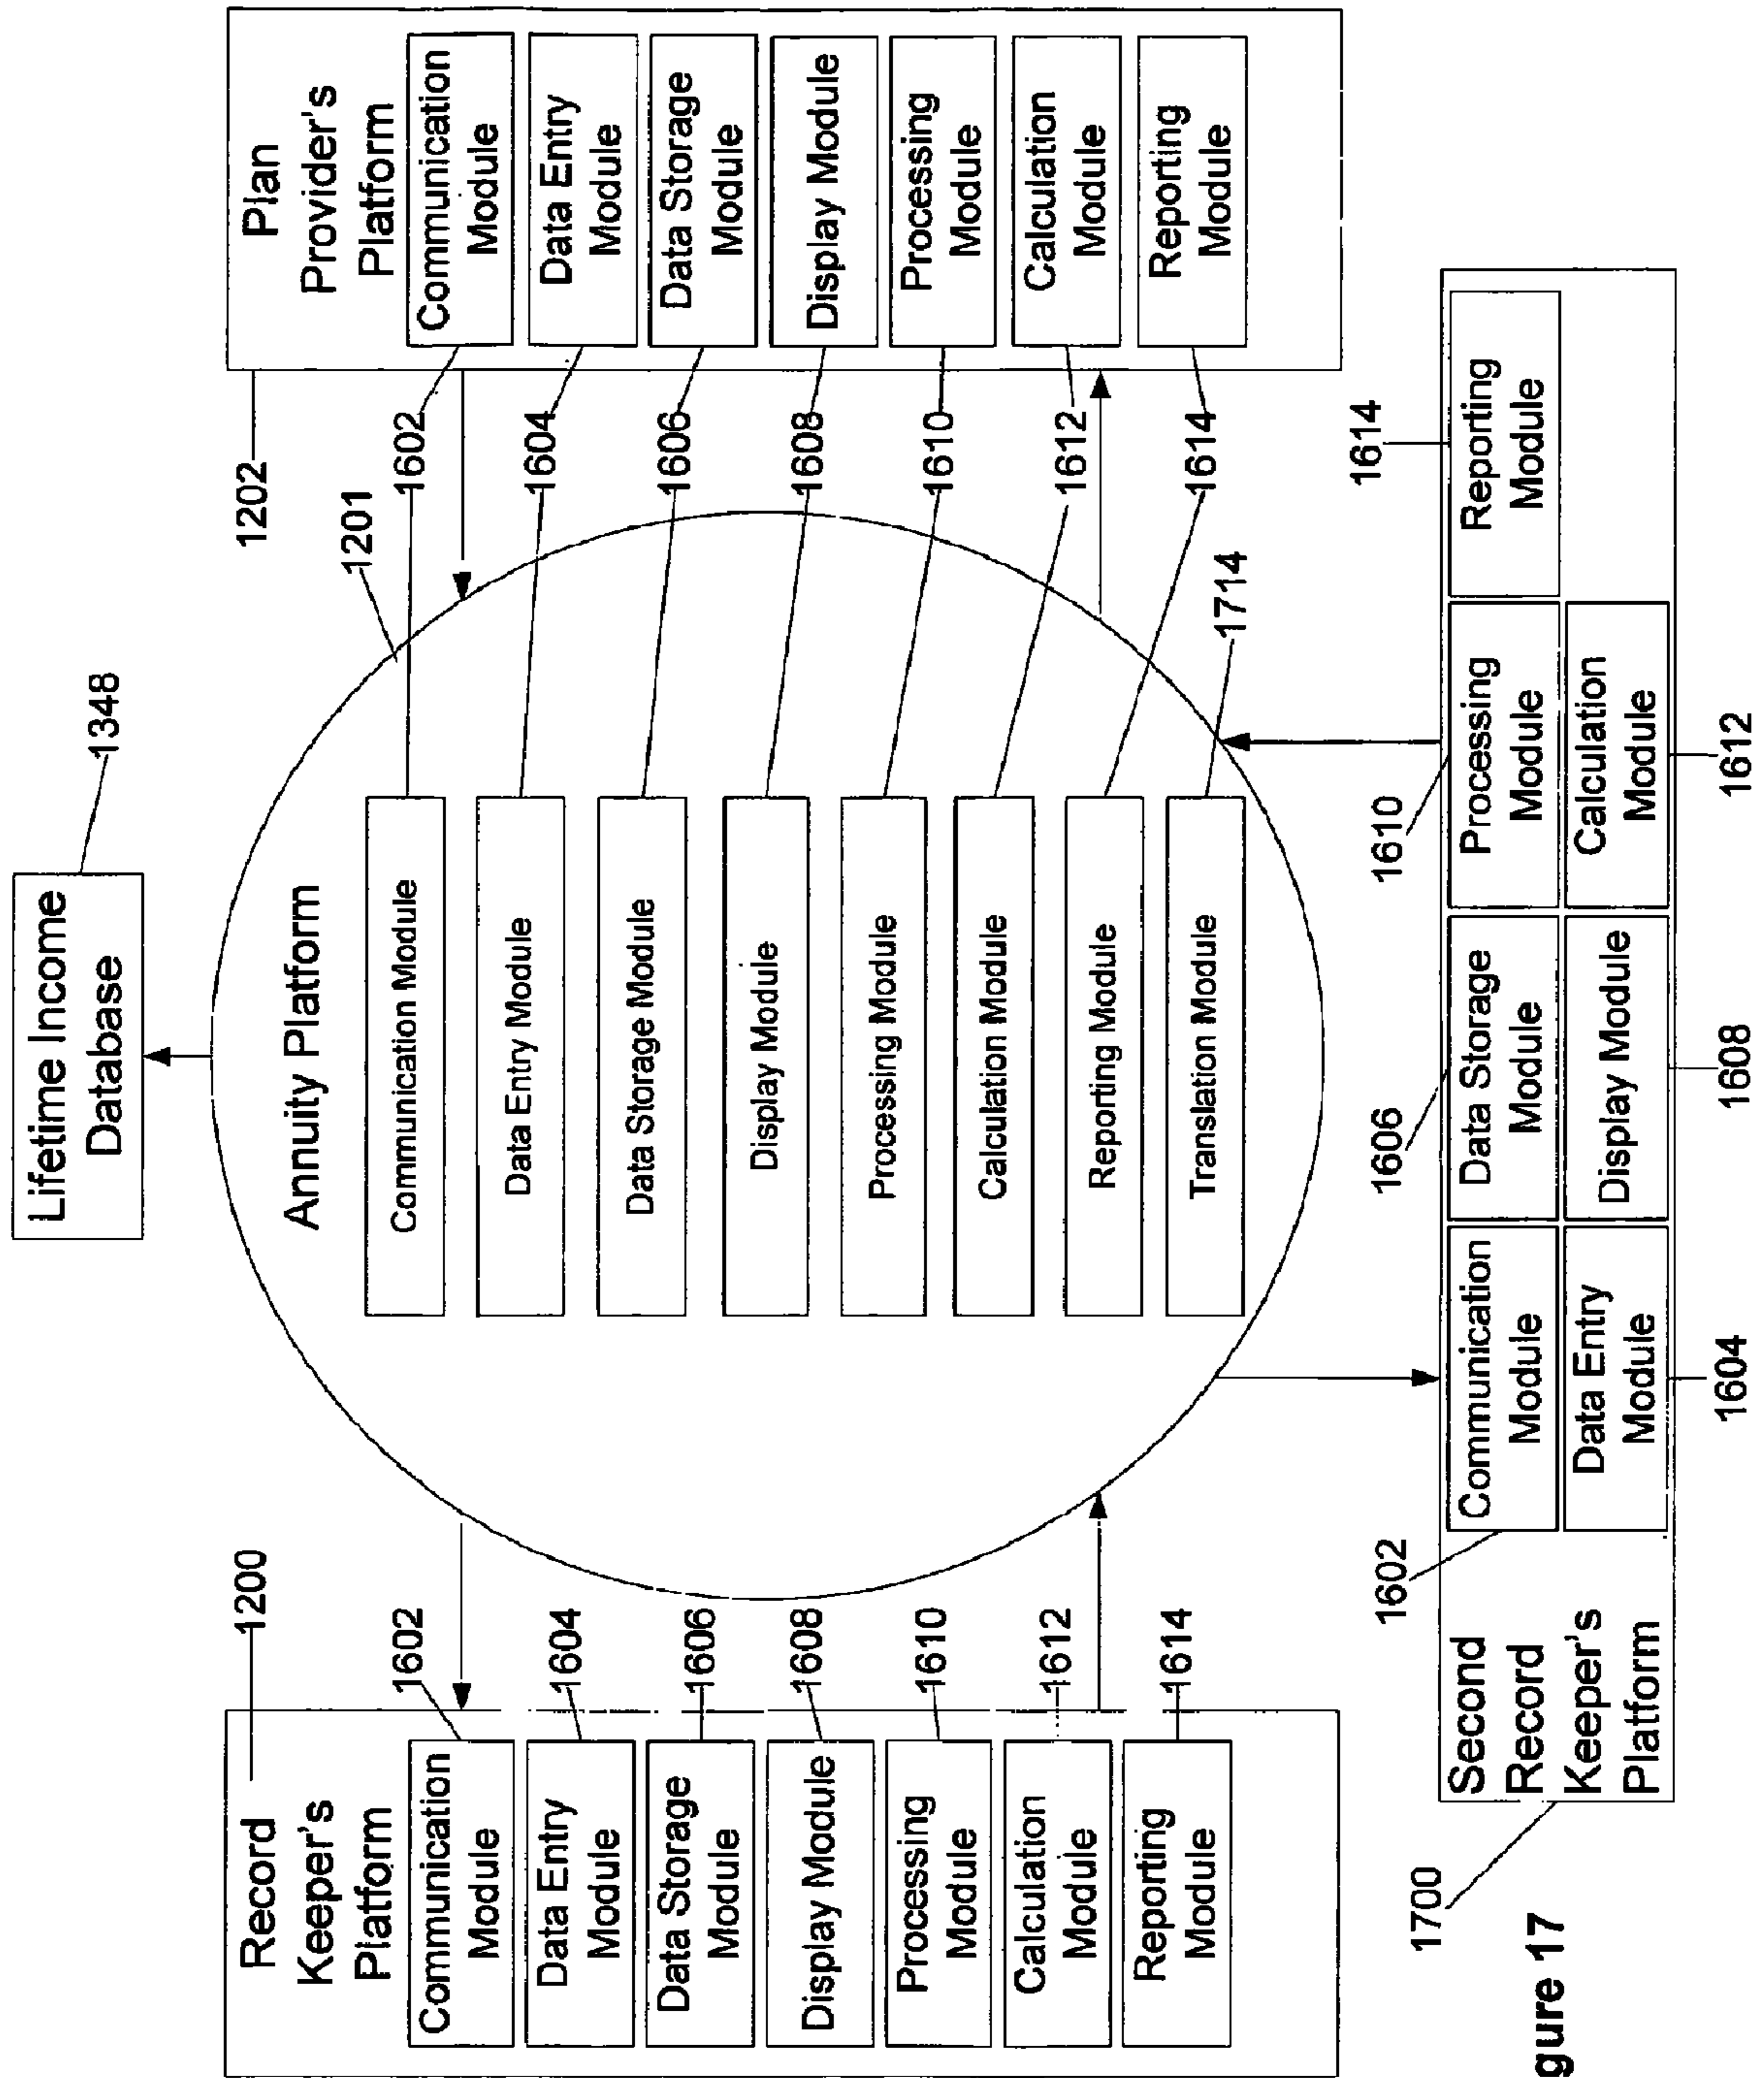 Lifetime Income
Database
1348
Record
Keeper's
Platform
1200
Communication
Module
1602
Data Entry
Module
1604
Data Storage
Module
1606
Display Module
1608
Processing
Module
1610
Calculation
Module
1612
Reporting
Module
1614
Annuity Platform
1201
Communication Module
Data Entry Module
Data Storage Module
Display Module
Processing Module
Calculation Module
Reporting Module
Translation Module
1602
1604
1606
1608
1610
1612
1614
1714
1202
Plan
Provider's
Platform
Communication
Module
Data Entry
Module
Data Storage
Module
Display Module
Processing
Module
Calculation
Module
Reporting
Module
1602
1606
1610
1614
Second
Record
Keeper's
Platform
Communication
Module
Data Storage
Module
Processing
Module
Reporting
Module
Data Entry
Module
Display Module
Calculation
Module
1604
1608
1612
1700
gure 17